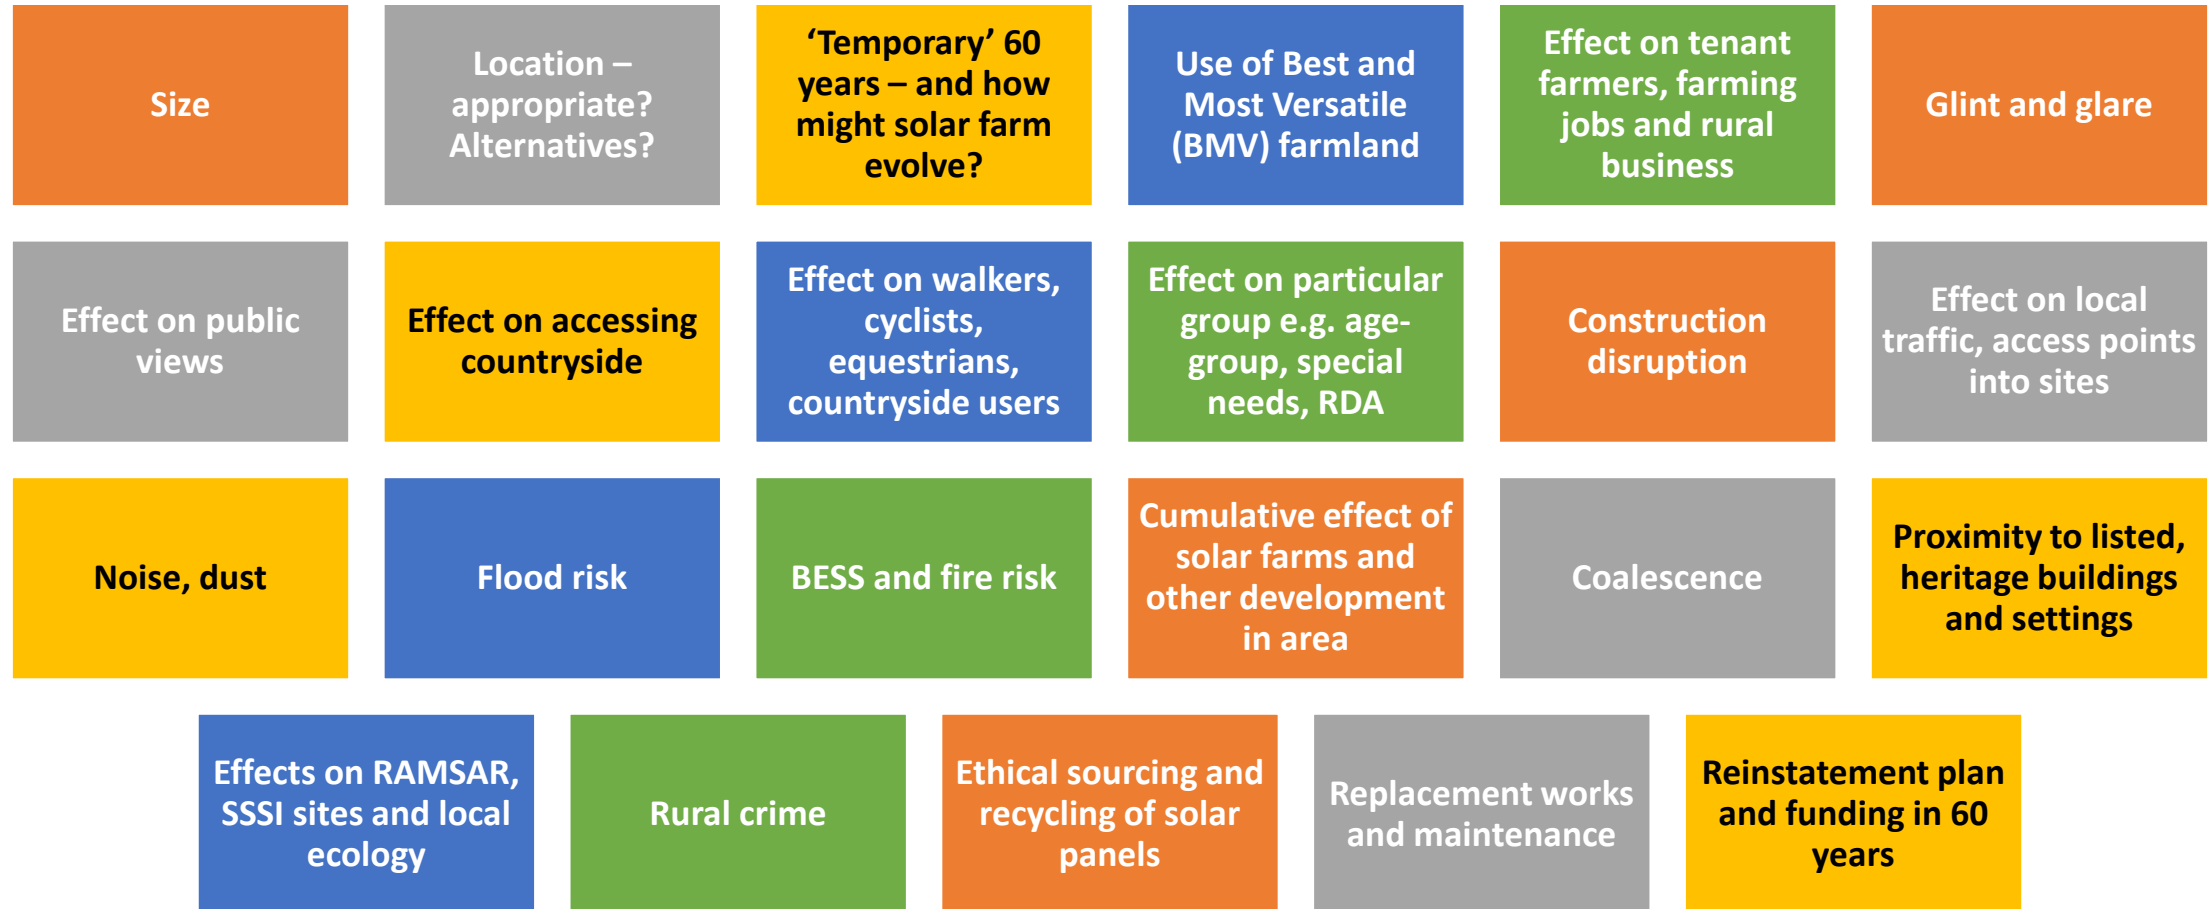 Size
Location –
appropriate?
Alternatives?
‘Temporary’ 60
years – and how
might solar farm
evolve?
Use of Best and
Most Versatile
(BMV) farmland
Effect on tenant
farmers, farming
jobs and rural
business
Glint and glare
Effect on public
views
Effect on accessing
countryside
Effect on walkers,
cyclists,
equestrians,
countryside users
Effect on particular
group e.g. age-
group, special
needs, RDA
Construction
disruption
Effect on local
traffic, access points
into sites
Noise, dust
Flood risk
BESS and fire risk
Cumulative effect of
solar farms and
other development
in area
Coalescence
Proximity to listed,
heritage buildings
and settings
Effects on RAMSAR,
SSSI sites and local
ecology
Rural crime
Ethical sourcing and
recycling of solar
panels
Replacement works
and maintenance
Reinstatement plan
and funding in 60
years